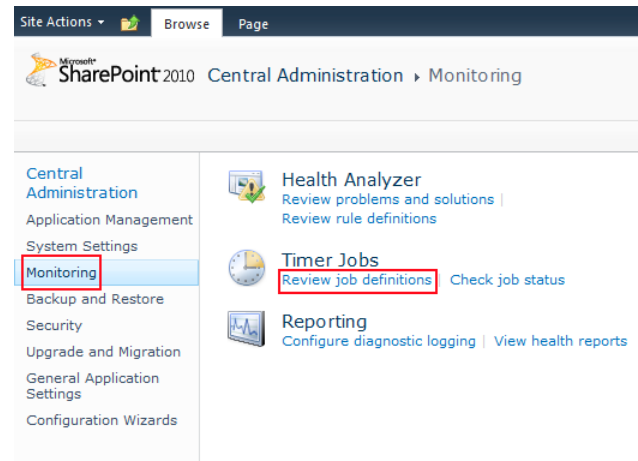 Site Actions
Browse
Page
Microsoft®
SharePoint 2010
Central Administration ▸ Monitoring
Central
Administration
Application Management
System Settings
Monitoring
Backup and Restore
Security
Upgrade and Migration
General Application
Settings
Configuration Wizards
Health Analyzer
Review problems and solutions |
Review rule definitions
Timer Jobs
Review job definitions | Check job status
Reporting
Configure diagnostic logging | View health reports